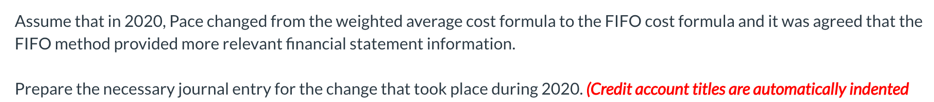 Assume that in 2020, Pace changed from the weighted average cost formula to the FIFO cost formula and it was agreed that the
FIFO method provided more relevant financial statement information.
Prepare the necessary journal entry for the change that took place during 2020. (Credit account titles are automatically indented